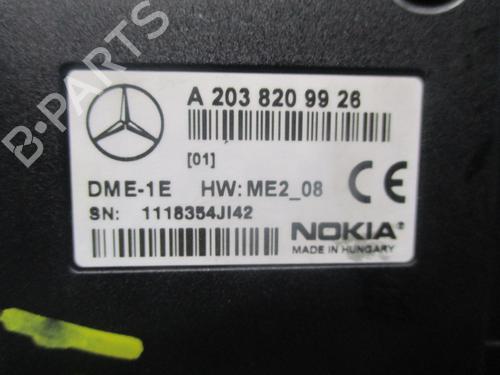 B-PARTS
A 203 820 99 26
[01]
DME-1E HW: ME2_08 CE
SN: 1118354JI42
NOKIA
MADE IN HUNGARY